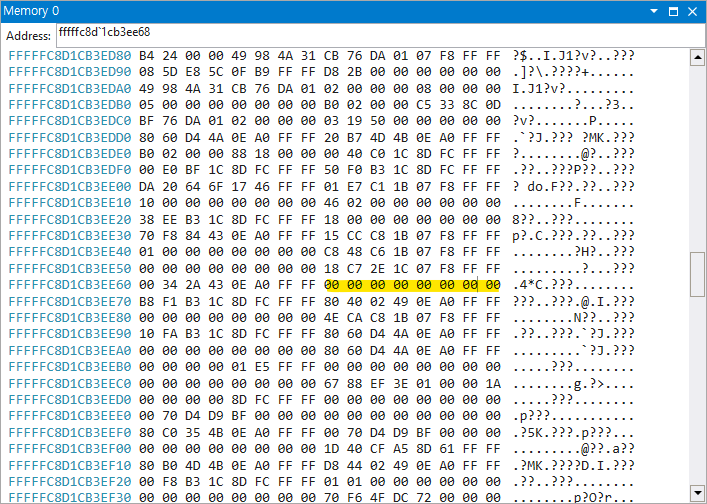 Memory 0
Address: fffffc8d`1cb3ee68
FFFFFC8D1CB3ED80 B4 24 00 00 49 98 4A 31 CB 76 DA 01 07 F8 FF FF ?$..I.J1?v?..???
FFFFFC8D1CB3ED90 08 5D E8 5C 0F B9 FF FF D8 2B 00 00 00 00 00 00 .]?\.????+......
FFFFFC8D1CB3EDA0 49 98 4A 31 CB 76 DA 01 02 00 00 00 08 00 00 00 I.J1?v?.........
FFFFFC8D1CB3EDB0 05 00 00 00 00 00 00 00 B0 02 00 00 C5 33 8C 0D ........?...?3..
FFFFFC8D1CB3EDC0 BF 76 DA 01 02 00 00 00 03 19 50 00 00 00 00 00 ?v?.......P.....
FFFFFC8D1CB3EDD0 80 60 D4 4A 0E A0 FF FF 20 B7 4D 4B 0E A0 FF FF .`?J.??? ?MK.???
FFFFFC8D1CB3EDE0 B0 02 00 00 88 18 00 00 00 40 C0 1C 8D FC FF FF ?........@?..???
FFFFFC8D1CB3EDF0 00 E0 BF 1C 8D FC FF FF 50 F0 B3 1C 8D FC FF FF .??..???P??..???
FFFFFC8D1CB3EE00 DA 20 64 6F 17 46 FF FF 01 E7 C1 1B 07 F8 FF FF ? do.F??.??..???
FFFFFC8D1CB3EE10 10 00 00 00 00 00 00 00 46 02 00 00 00 00 00 00 ........F.......
FFFFFC8D1CB3EE20 38 EE B3 1C 8D FC FF FF 18 00 00 00 00 00 00 00 8??..???........
FFFFFC8D1CB3EE30 70 F8 84 43 0E A0 FF FF 15 CC C8 1B 07 F8 FF FF p?.C.???.??..???
FFFFFC8D1CB3EE40 01 00 00 00 00 00 00 00 C8 48 C6 1B 07 F8 FF FF ........?H?..???
FFFFFC8D1CB3EE50 00 00 00 00 00 00 00 00 18 C7 2E 1C 07 F8 FF FF .........?...???
FFFFFC8D1CB3EE60 00 34 2A 43 0E A0 FF FF 00 00 00 00 00 00 00 00 .4*C.???........
FFFFFC8D1CB3EE70 B8 F1 B3 1C 8D FC FF FF 80 40 02 49 0E A0 FF FF ???..???.@.I.???
FFFFFC8D1CB3EE80 00 00 00 00 00 00 00 00 4E CA C8 1B 07 F8 FF FF ........N??..???
FFFFFC8D1CB3EE90 10 FA B3 1C 8D FC FF FF 80 60 D4 4A 0E A0 FF FF .??..???.`?J.???
FFFFFC8D1CB3EEA0 00 00 00 00 00 00 00 00 80 60 D4 4A 0E A0 FF FF .........`?J.???
FFFFFC8D1CB3EEB0 00 00 00 00 01 E5 FF FF 00 00 00 00 00 00 00 00 .....???........
FFFFFC8D1CB3EEC0 00 00 00 00 00 00 00 00 67 88 EF 3E 01 00 00 1A ........g.?>....
FFFFFC8D1CB3EED0 00 00 00 00 8D FC FF FF 00 00 00 00 00 00 00 00 .....???........
FFFFFC8D1CB3EEE0 00 70 D4 D9 BF 00 00 00 00 00 00 00 00 00 00 00 .p???...........
FFFFFC8D1CB3EEF0 80 C0 35 4B 0E A0 FF FF 00 70 D4 D9 BF 00 00 00 .?5K.???.p???...
FFFFFC8D1CB3EF00 00 00 00 00 00 00 00 00 1D 40 CF A5 8D 61 FF FF .........@??.a??
FFFFFC8D1CB3EF10 80 B0 4D 4B 0E A0 FF FF D8 44 02 49 0E A0 FF FF .?MK.????D.I.???
FFFFFC8D1CB3EF20 00 F8 B3 1C 8D FC FF FF 01 01 00 00 00 00 00 00 .??..???........
FFFFFC8D1CB3EF30 00 00 00 00 00 00 00 00 70 F6 4F DC 72 00 00 00 ........p?O?r...